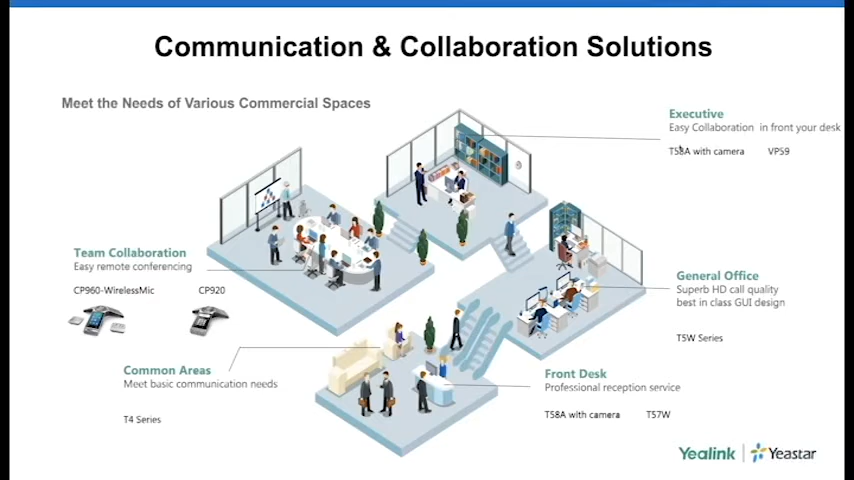 Communication & Collaboration Solutions
Meet the Needs of Various Commercial Spaces
Executive
Easy Collaboration in front your desk
T58A with camera VP59
Team Collaboration
Easy remote conferencing
CP960-WirelessMic CP920
General Office
Superb HD call quality
best in class GUI design
T5W Series
Common Areas
Meet basic communication needs
T4 Series
Front Desk
Professional reception service
T58A with camera T57W
Yealink | Yeastar